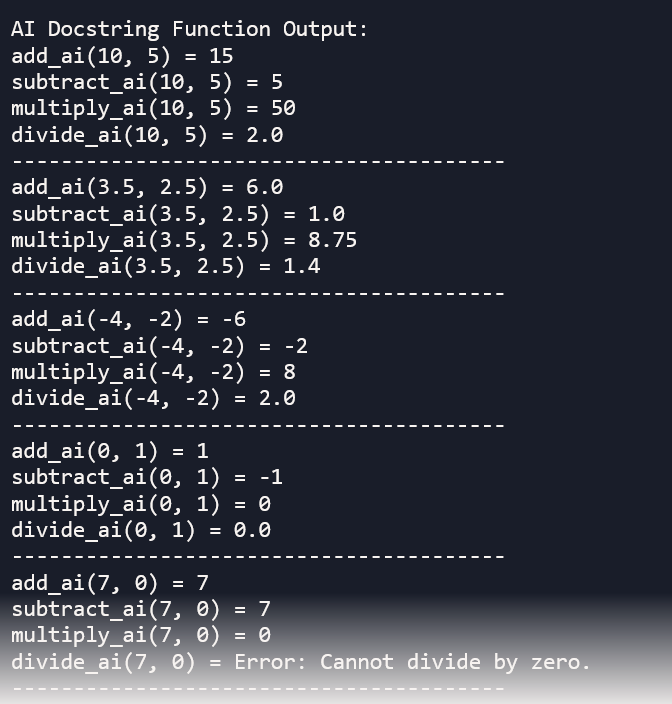 AI Docstring Function Output:
add_ai(10, 5) = 15
subtract_ai(10, 5) = 5
multiply_ai(10, 5) = 50
divide_ai(10, 5) = 2.0
----------------------------------------
add_ai(3.5, 2.5) = 6.0
subtract_ai(3.5, 2.5) = 1.0
multiply_ai(3.5, 2.5) = 8.75
divide_ai(3.5, 2.5) = 1.4
----------------------------------------
add_ai(-4, -2) = -6
subtract_ai(-4, -2) = -2
multiply_ai(-4, -2) = 8
divide_ai(-4, -2) = 2.0
----------------------------------------
add_ai(0, 1) = 1
subtract_ai(0, 1) = -1
multiply_ai(0, 1) = 0
divide_ai(0, 1) = 0.0
----------------------------------------
add_ai(7, 0) = 7
subtract_ai(7, 0) = 7
multiply_ai(7, 0) = 0
divide_ai(7, 0) = Error: Cannot divide by zero.
----------------------------------------